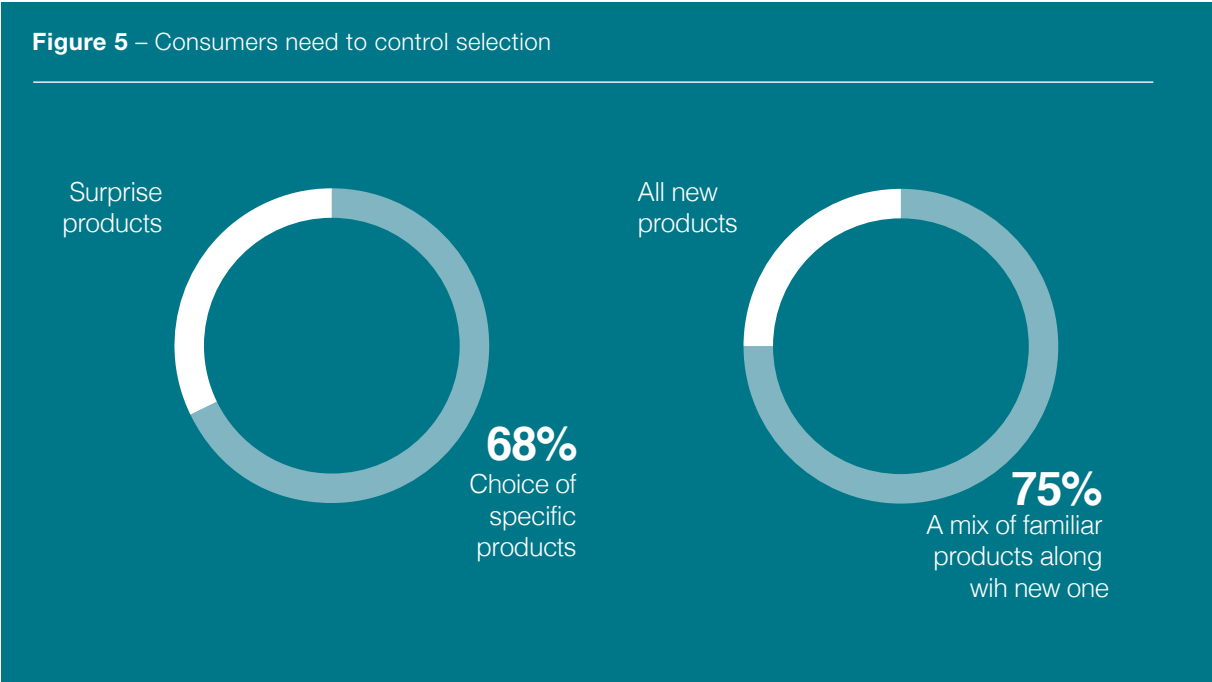 Figure 5 – Consumers need to control selection
Surprise
products
68%
Choice of
specific
products
All new
products
75%
A mix of familiar
products along
wih new one